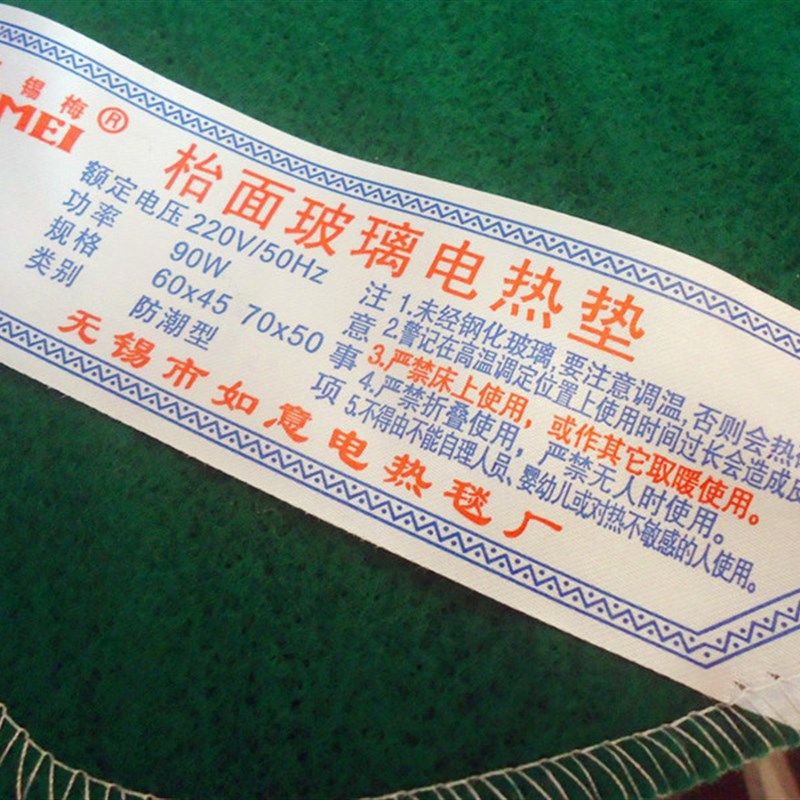 锡梅
MEI®
枱面玻璃电热垫
额定电压 220V/50Hz
功率 90W
规格 60x45 70x50
类别 防潮型
注意事项
1.未经钢化玻璃,要注意调温,否则会热
2.警记在高温调定位置上使用时间过长会造成
3.严禁床上使用，或作其它取暖使用。
4.严禁折叠使用，严禁无人时使用。
5.不得由不能自理人员、婴幼儿或对热不敏感的人使用。
无锡市如意电热毯厂